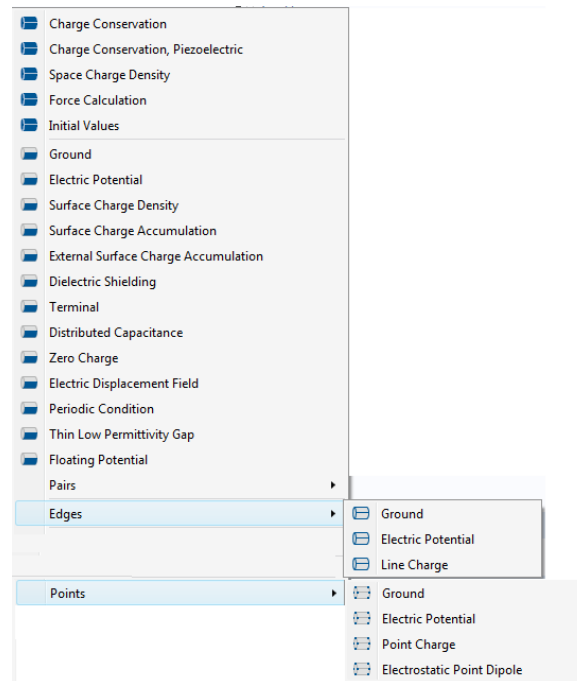 Charge Conservation
Charge Conservation, Piezoelectric
Space Charge Density
Force Calculation
Initial Values
Ground
Electric Potential
Surface Charge Density
Surface Charge Accumulation
External Surface Charge Accumulation
Dielectric Shielding
Terminal
Distributed Capacitance
Zero Charge
Electric Displacement Field
Periodic Condition
Thin Low Permittivity Gap
Floating Potential
Pairs
Edges
Ground
Electric Potential
Line Charge
Points
Ground
Electric Potential
Point Charge
Electrostatic Point Dipole